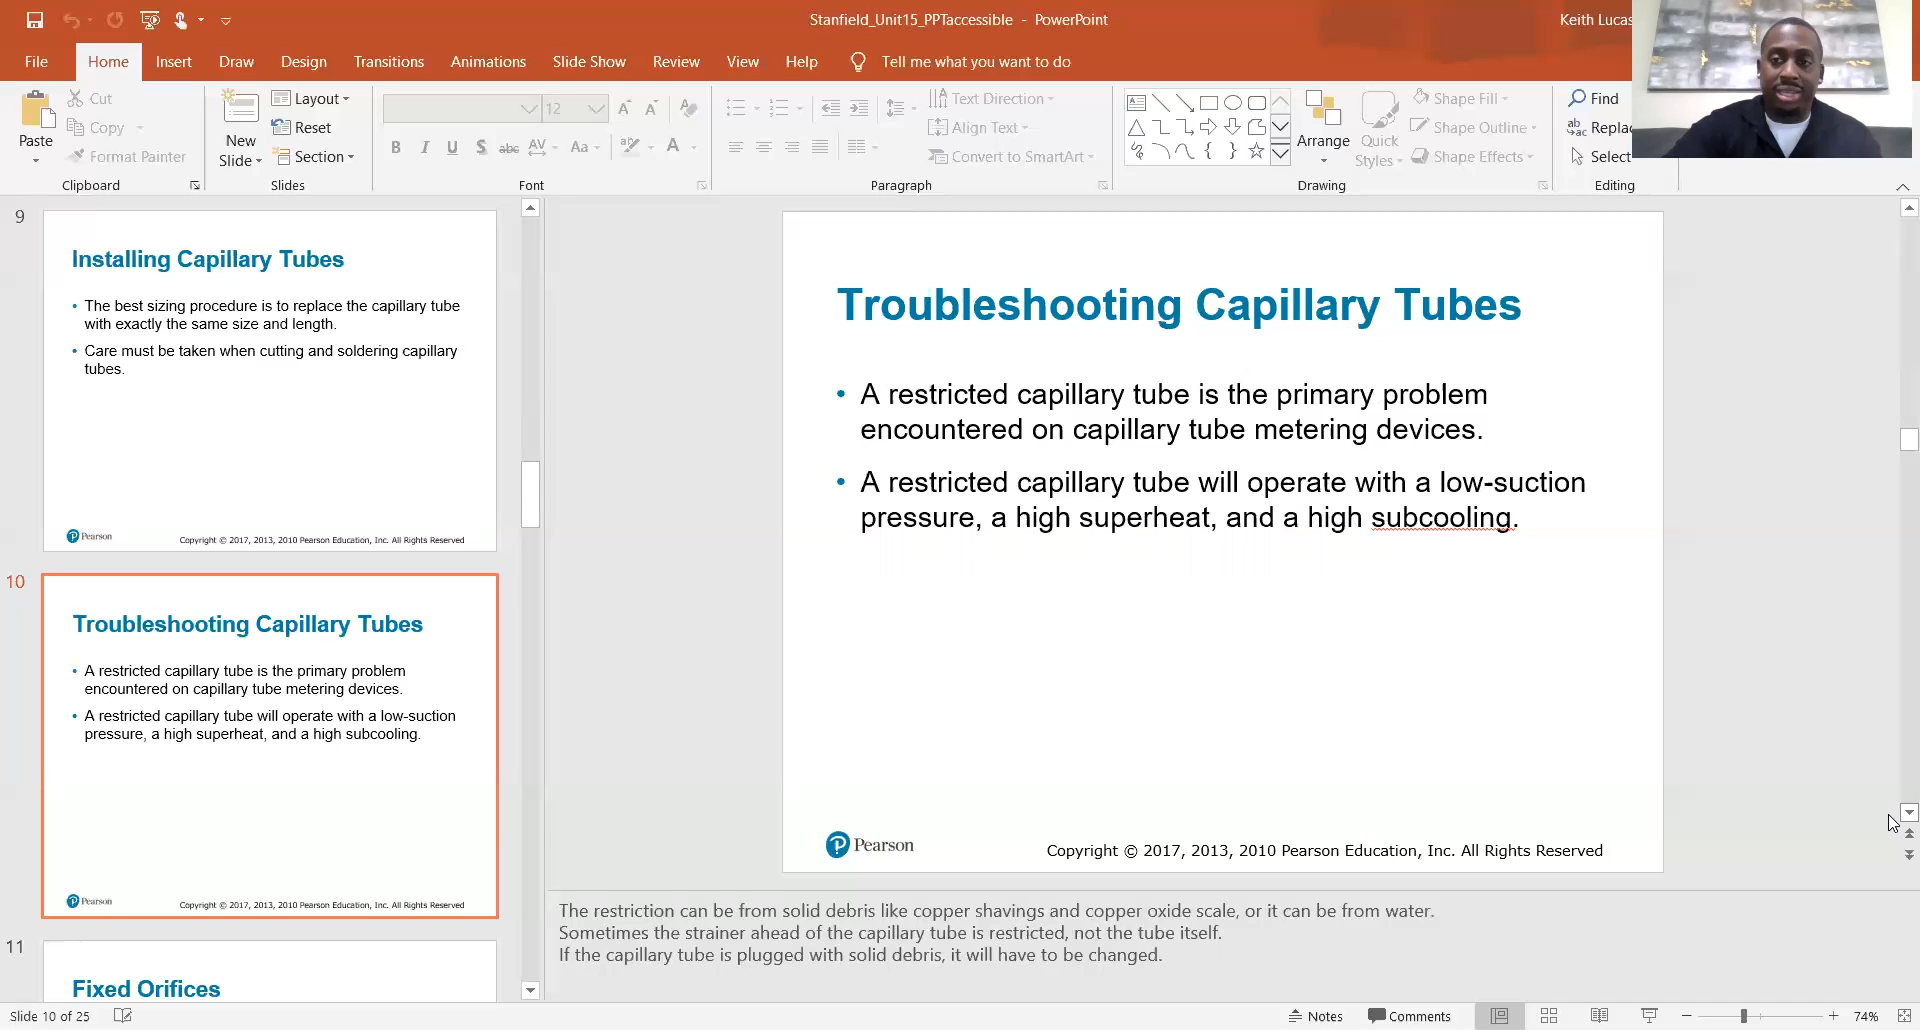 Stanfield_Unit15_PPTaccessible - PowerPoint
Keith Lucas
File Home Insert Draw Design Transitions Animations Slide Show Review View Help Tell me what you want to do
Paste
Cut
Copy
Format Painter
Clipboard
New Slide
Layout
Reset
Section
Slides
12
B I U S abc AV Aa A
Font
Text Direction
Align Text
Convert to SmartArt
Paragraph
Arrange
Quick Styles
Shape Fill
Shape Outline
Shape Effects
Drawing
Find
Select
Editing
9
Installing Capillary Tubes
• The best sizing procedure is to replace the capillary tube
with exactly the same size and length.
• Care must be taken when cutting and soldering capillary
tubes.
Pearson
Copyright © 2017, 2013, 2010 Pearson Education, Inc. All Rights Reserved
10
Troubleshooting Capillary Tubes
• A restricted capillary tube is the primary problem
encountered on capillary tube metering devices.
• A restricted capillary tube will operate with a low-suction
pressure, a high superheat, and a high subcooling.
Pearson
Copyright © 2017, 2013, 2010 Pearson Education, Inc. All Rights Reserved
11
Fixed Orifices
Troubleshooting Capillary Tubes
• A restricted capillary tube is the primary problem
encountered on capillary tube metering devices.
• A restricted capillary tube will operate with a low-suction
pressure, a high superheat, and a high subcooling.
Pearson
Copyright © 2017, 2013, 2010 Pearson Education, Inc. All Rights Reserved
The restriction can be from solid debris like copper shavings and copper oxide scale, or it can be from water.
Sometimes the strainer ahead of the capillary tube is restricted, not the tube itself.
If the capillary tube is plugged with solid debris, it will have to be changed.
Slide 10 of 25
Notes
Comments
74%